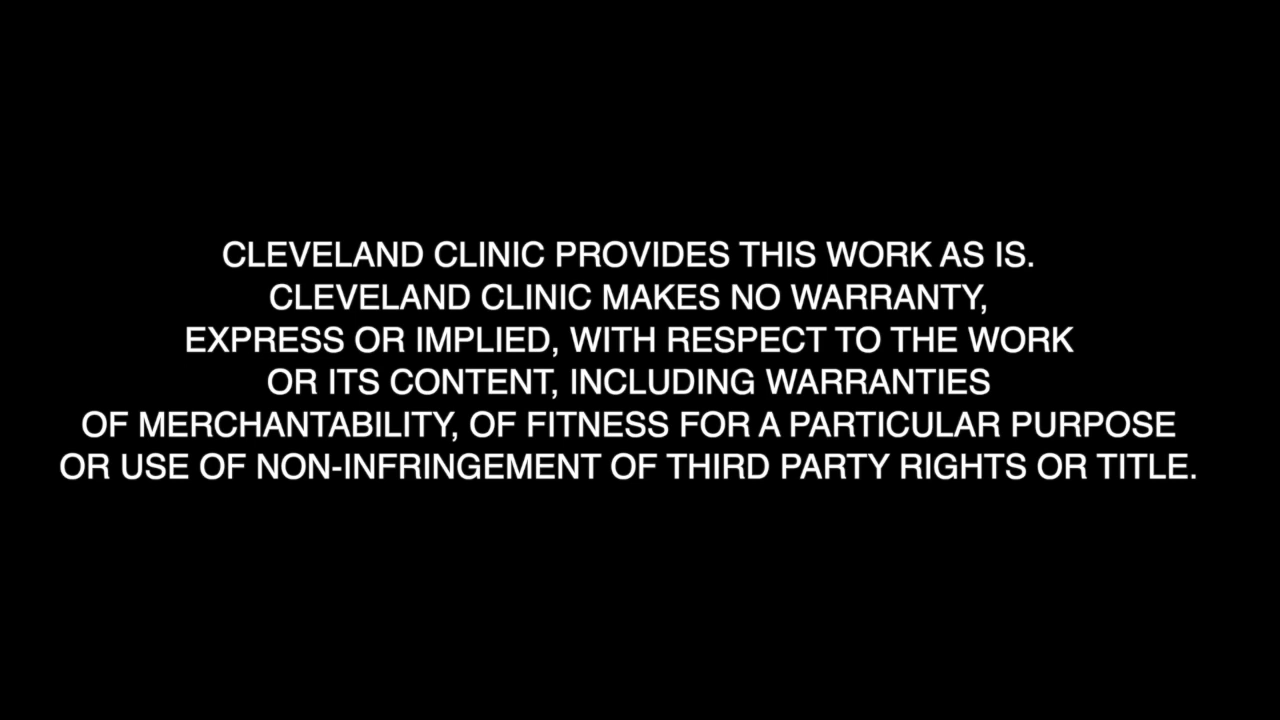 CLEVELAND CLINIC PROVIDES THIS WORK AS IS.
CLEVELAND CLINIC MAKES NO WARRANTY,
EXPRESS OR IMPLIED, WITH RESPECT TO THE WORK
OR ITS CONTENT, INCLUDING WARRANTIES
OF MERCHANTABILITY, OF FITNESS FOR A PARTICULAR PURPOSE
OR USE OF NON-INFRINGEMENT OF THIRD PARTY RIGHTS OR TITLE.